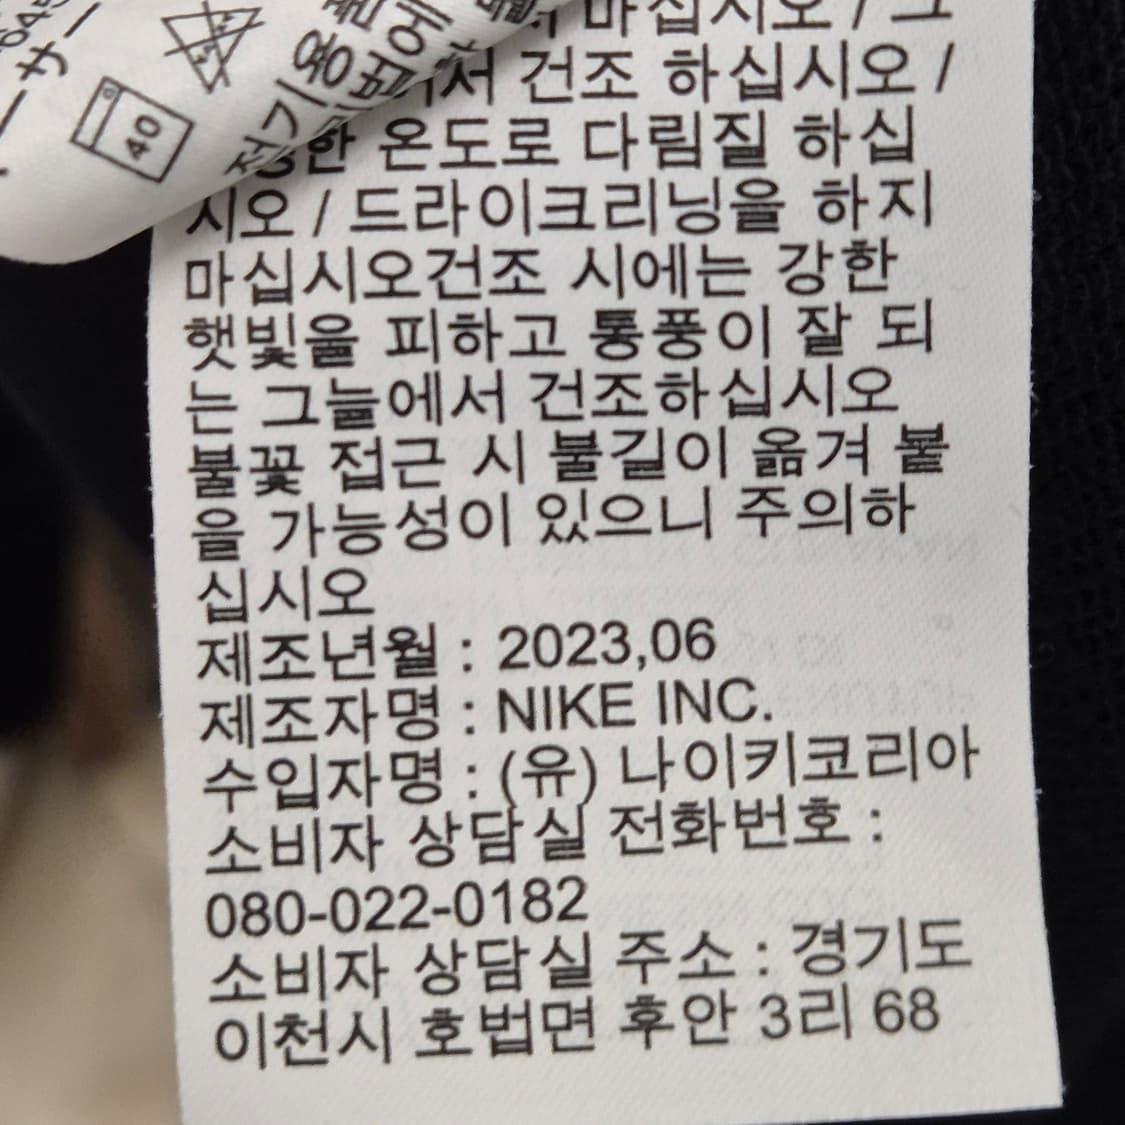 마십시오 / 그
서 건조 하십시오 /
한 온도로 다림질 하십
시오 / 드라이크리닝을 하지
마십시오건조 시에는 강한
햇빛을 피하고 통풍이 잘 되
는 그늘에서 건조하십시오
불꽃 접근 시 불길이 옮겨 붙
을 가능성이 있으니 주의하
십시오
제조년월 : 2023,06
제조자명 : NIKE INC.
수입자명 : (유) 나이키코리아
소비자 상담실 전화번호 :
080-022-0182
소비자 상담실 주소 : 경기도
이천시 호법면 후안 3리 68
40